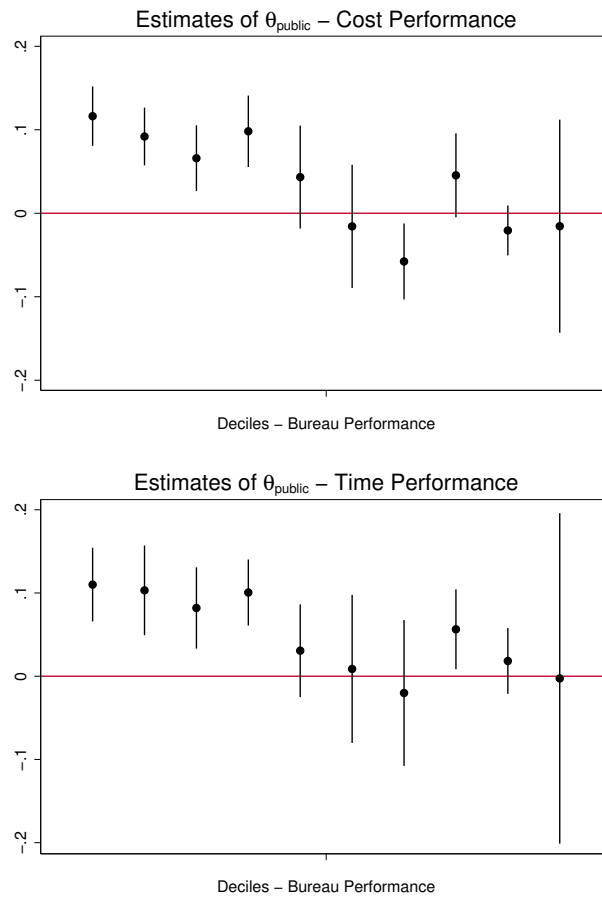 Estimates of θpublic − Cost Performance
.2
.1
0
−.1
−.2
Deciles − Bureau Performance
Estimates of θpublic − Time Performance
.2
.1
0
−.1
−.2
Deciles − Bureau Performance